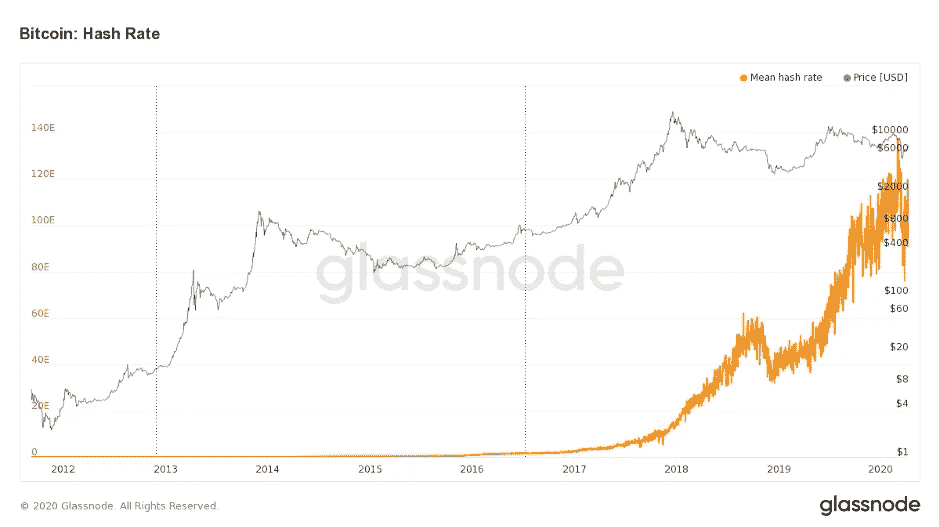 Bitcoin: Hash Rate
Mean hash rate Price [USD]
140E
120E
100E
80E
60E
40E
20E
0
$10000
$6000
$2000
$800
$400
$100
$60
$20
$8
$4
$1
glassnode
2012 2013 2014 2015 2016 2017 2018 2019 2020
© 2020 Glassnode. All Rights Reserved.
glassnode